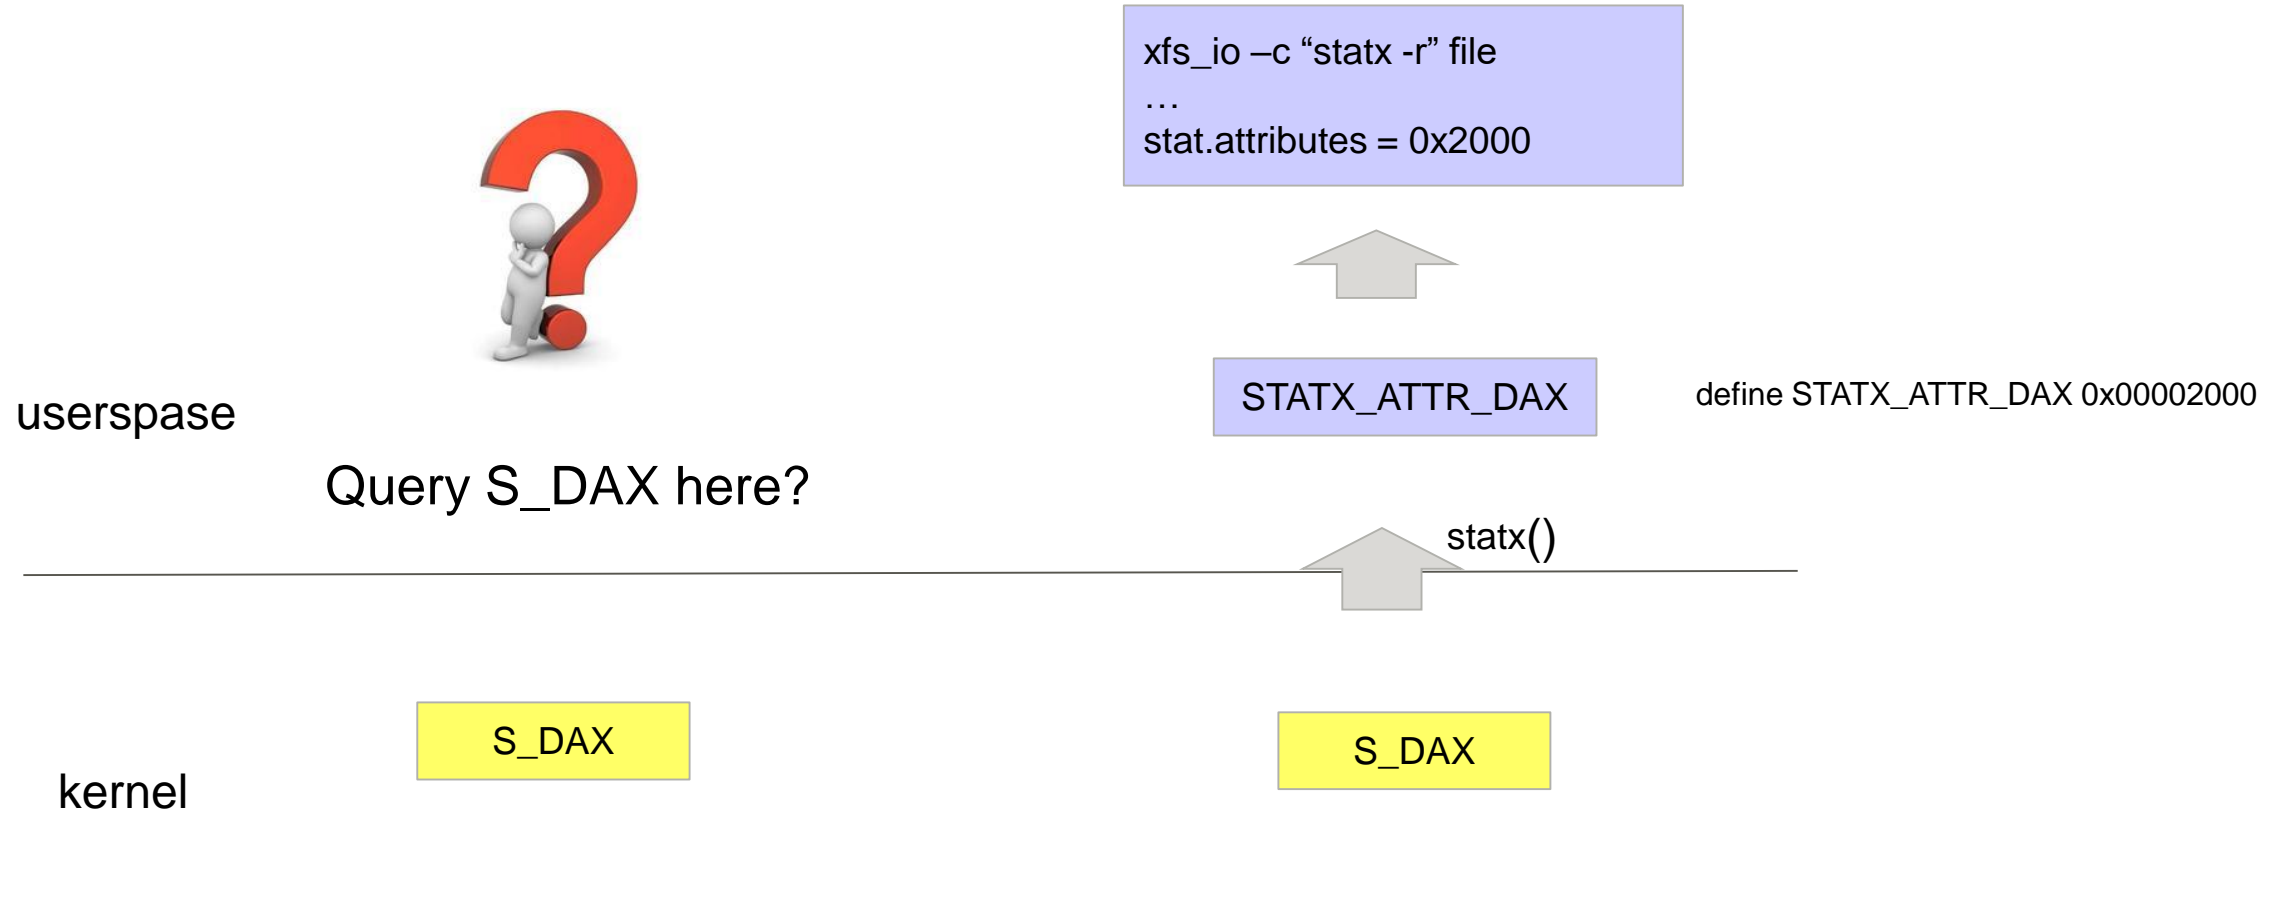 xfs_io –c “statx -r” file
…
stat.attributes = 0x2000
STATX_ATTR_DAX
define STATX_ATTR_DAX 0x00002000
userspase
Query S_DAX here?
statx()
S_DAX
S_DAX
kernel